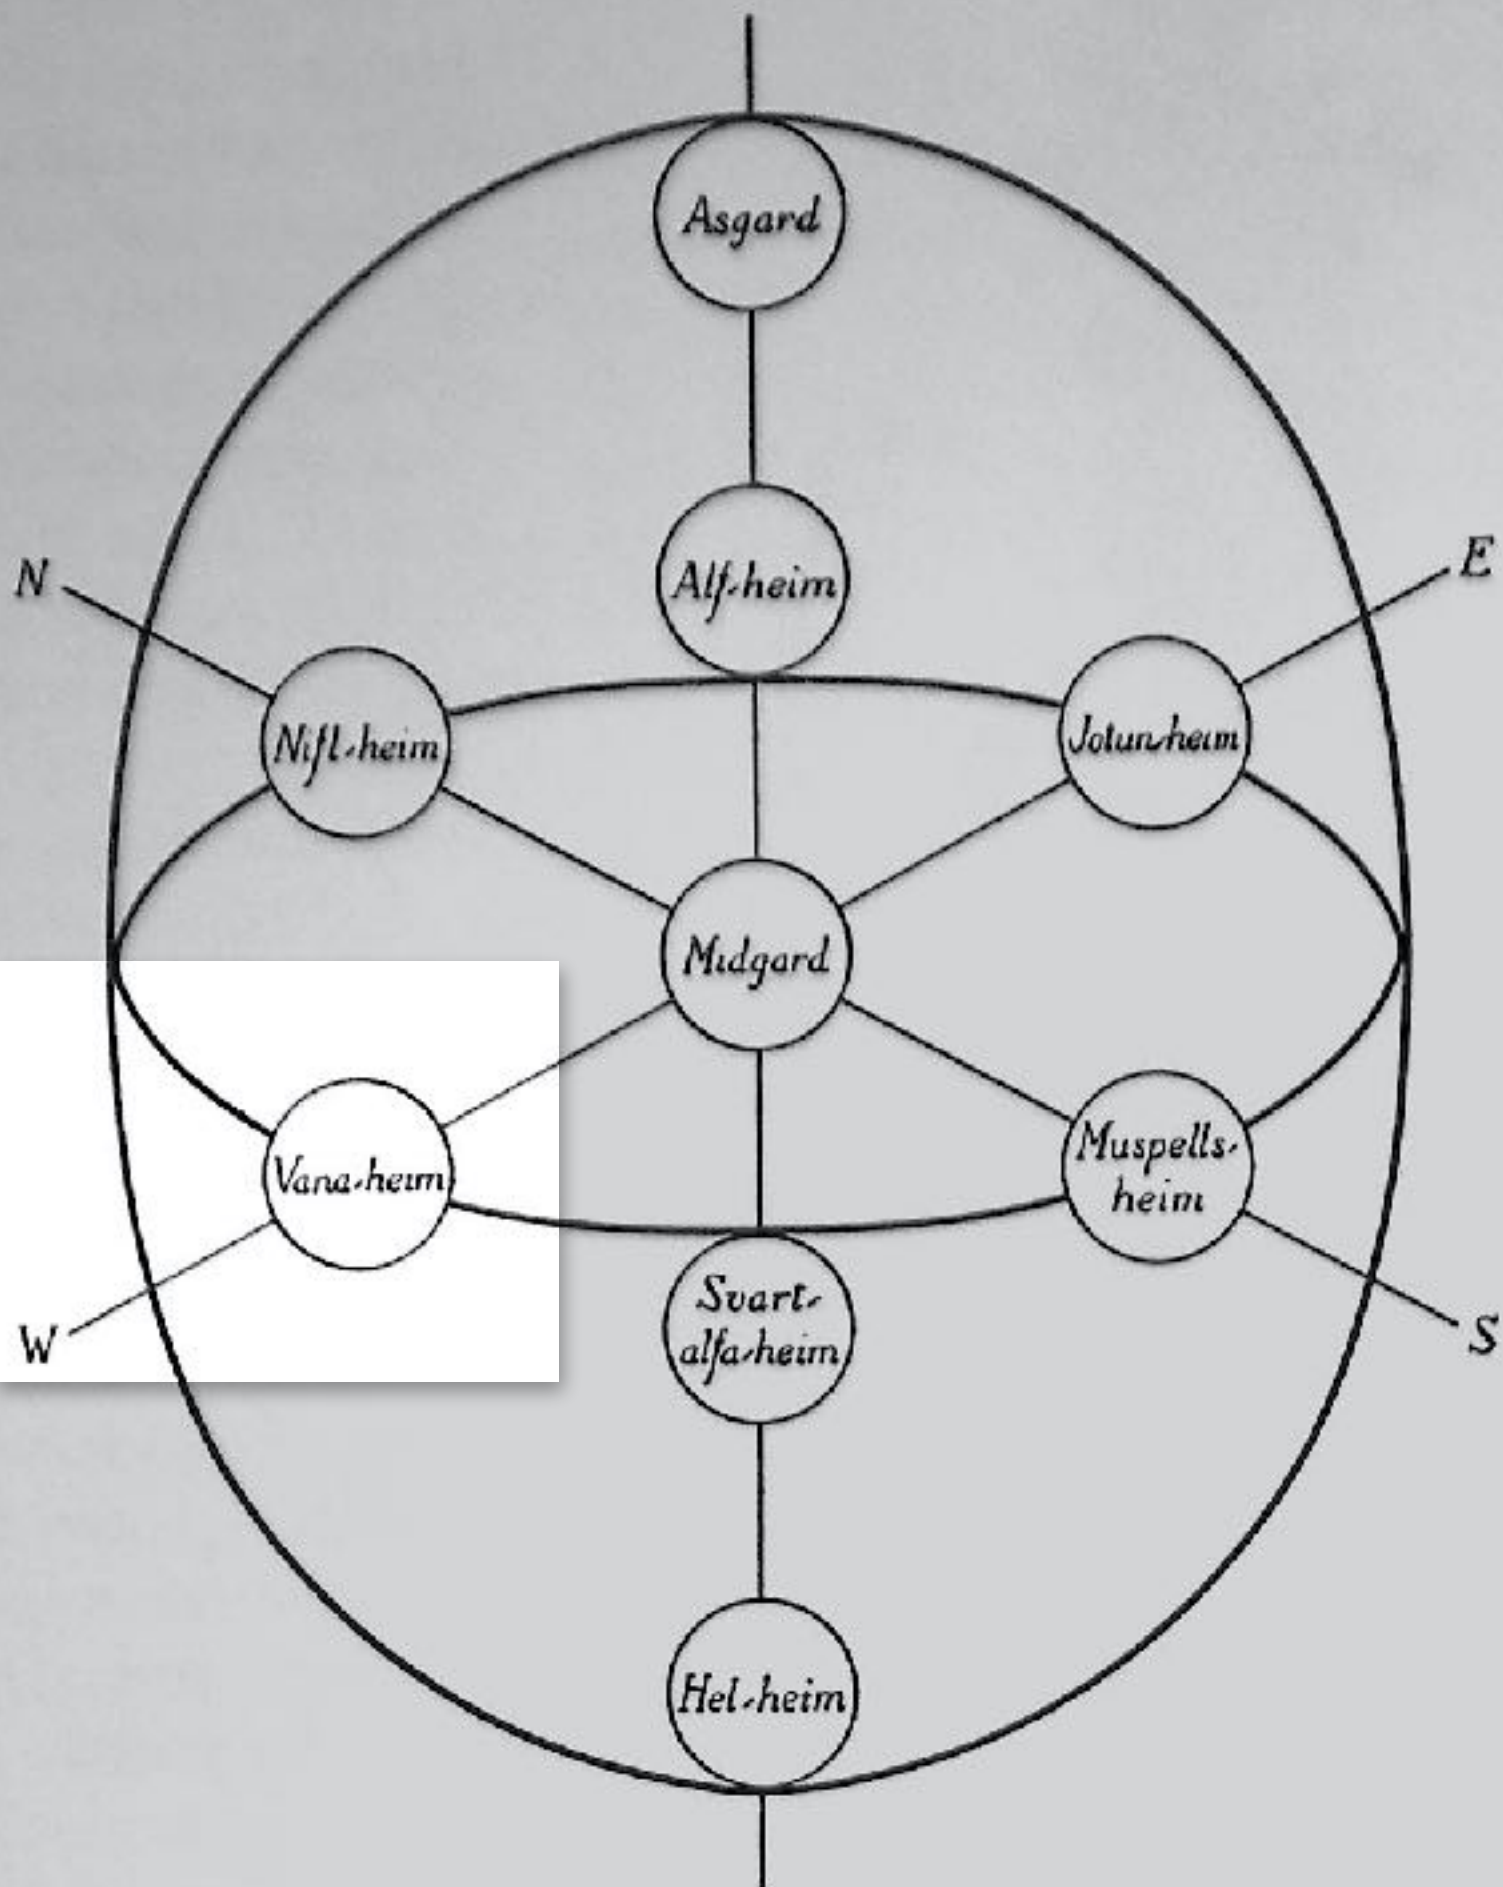 Asgard
Alf-heim
N
E
Nifl-heim
Jotun-heim
Midgard
Vana-heim
Muspells-
heim
W
S
Svart-
alfa-heim
Hel-heim